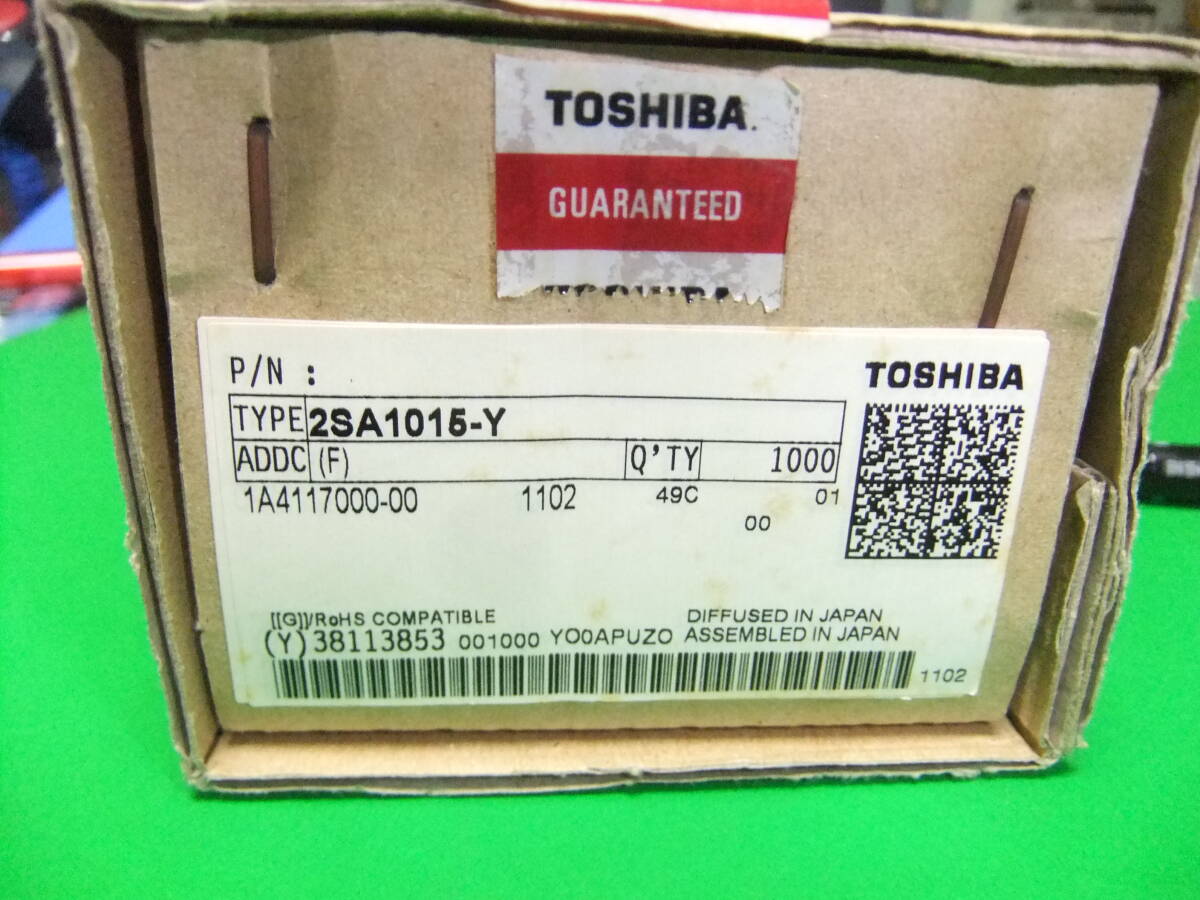 TOSHIBA.
GUARANTEED
TOSHIBA
P/N :
TOSHIBA
TYPE 2SA1015-Y
ADDC (F) Q'TY 1000
1A4117000-00 1102 49C 01
00
[[G]]/RoHS COMPATIBLE DIFFUSED IN JAPAN
(Y)38113853 001000 YO0APUZO ASSEMBLED IN JAPAN
1102